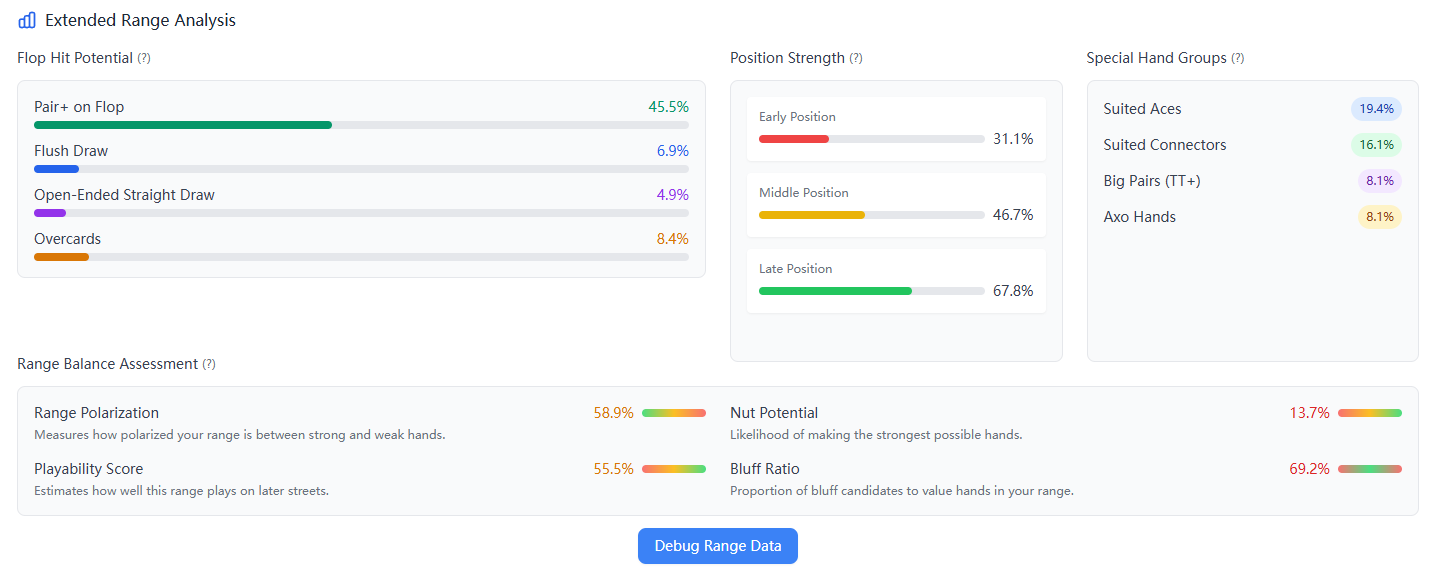 Extended Range Analysis
Flop Hit Potential (?)
Pair+ on Flop 45.5%
Flush Draw 6.9%
Open-Ended Straight Draw 4.9%
Overcards 8.4%
Position Strength (?)
Early Position
31.1%
Middle Position
46.7%
Late Position
67.8%
Special Hand Groups (?)
Suited Aces 19.4%
Suited Connectors 16.1%
Big Pairs (TT+) 8.1%
Axo Hands 8.1%
Range Balance Assessment (?)
Range Polarization 58.9%
Measures how polarized your range is between strong and weak hands.
Nut Potential 13.7%
Likelihood of making the strongest possible hands.
Playability Score 55.5%
Estimates how well this range plays on later streets.
Bluff Ratio 69.2%
Proportion of bluff candidates to value hands in your range.
Debug Range Data